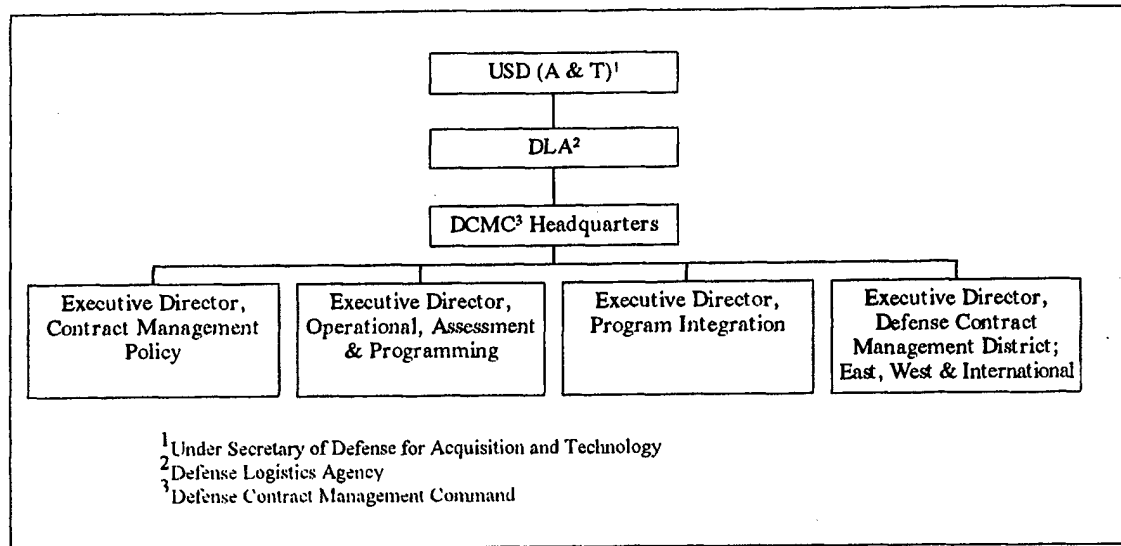 USD (A & T)¹
DLA²
DCMC³ Headquarters
Executive Director,
Contract Management
Policy
Executive Director,
Operational, Assessment
& Programming
Executive Director,
Program Integration
Executive Director,
Defense Contract
Management District;
East, West & International
¹Under Secretary of Defense for Acquisition and Technology
²Defense Logistics Agency
³Defense Contract Management Command